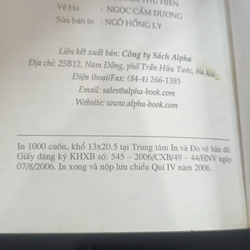 THU HIỀN
Vẽ bìa : NGỌC CẦM DƯƠNG
Sửa bản in : NGÔ HỒNG LY
Liên kết xuất bản: Công ty Sách Alpha
Địa chỉ: 25B12, Nam Đồng, phố Trần Hữu Tước, Hà Nội
Điện thoại/Fax: (84-4) 266-1393
Email: sales@alpha-book.com
Website: www.alpha-book.com
In 1000 cuốn, khổ 13x20.5 tại Trung tâm In và Đo vẽ bản đồ.
Giấy đăng ký KHXB số: 545 – 2006/CXB/49 – 44/HNV ngày
07/8/2006. In xong và nộp lưu chiểu Quí IV năm 2006.